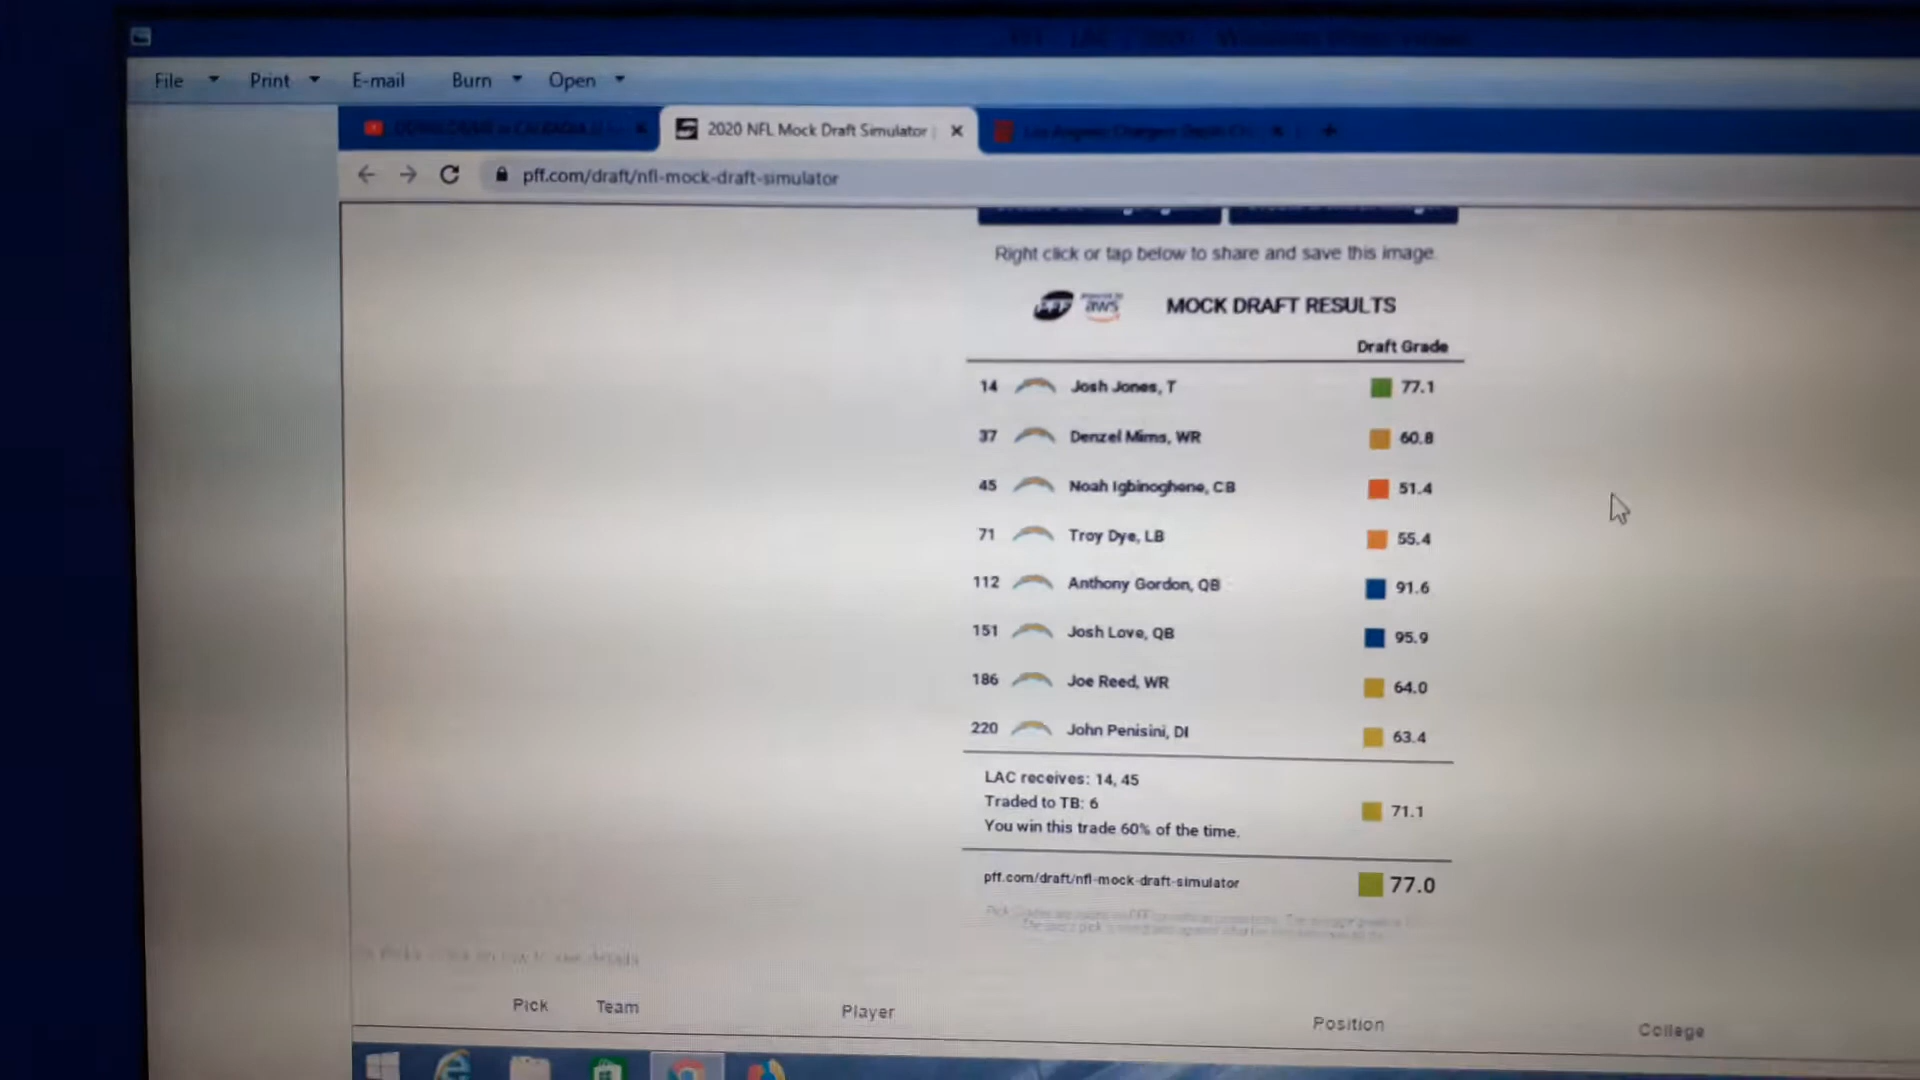 File Print E-mail Burn Open
2020 NFL Mock Draft Simulator
pff.com/draft/nfl-mock-draft-simulator
Right click or tap below to share and save this image.
PFF aws MOCK DRAFT RESULTS
Draft Grade
14 Josh Jones, T 77.1
37 Denzel Mims, WR 60.8
45 Noah Igbinoghene, CB 51.4
71 Troy Dye, LB 55.4
112 Anthony Gordon, QB 91.6
151 Josh Love, QB 95.9
186 Joe Reed, WR 64.0
220 John Penisini, DI 63.4
LAC receives: 14, 45
Traded to TB: 6
You win this trade 60% of the time.
71.1
pff.com/draft/nfl-mock-draft-simulator 77.0
Pick Team Player Position College